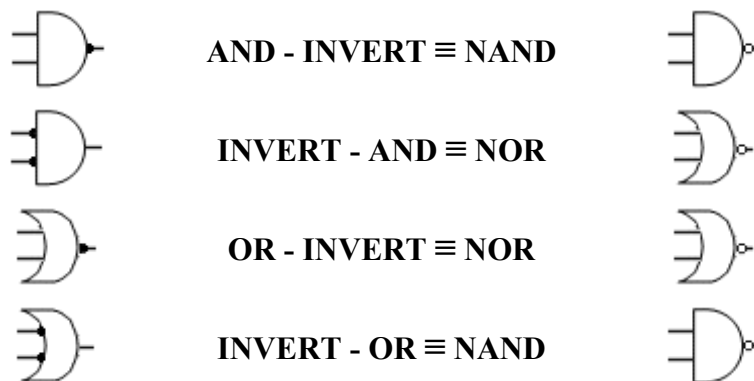 AND - INVERT ≡ NAND
INVERT - AND ≡ NOR
OR - INVERT ≡ NOR
INVERT - OR ≡ NAND